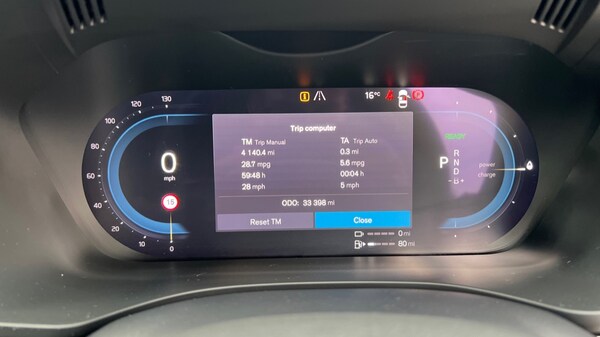 130
120
100
80
60
40
20
10
0
0
mph
15
16°C
Trip computer
TM Trip Manual
TA Trip Auto
4 140.4 mi
0.3 mi
28.7 mpg
5.6 mpg
59:48 h
00:04 h
28 mph
5 mph
ODO: 33 398 mi
Reset TM
Close
READY
P
R
N
D
-B+
power
charge
0 mi
80 mi